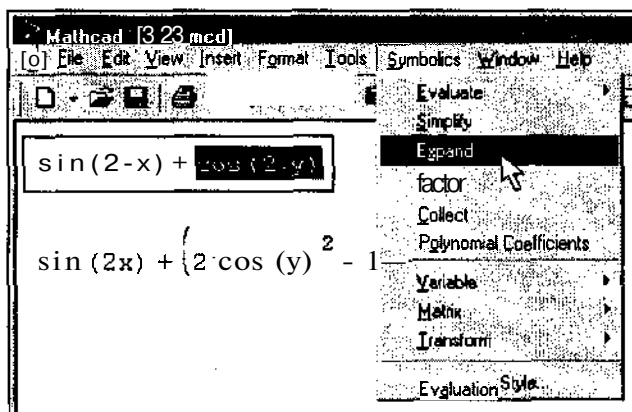 Mathcad [3 23 mcd]
[o] File Edit View Insert Format Tools Symbolics Window Help
Evaluate
Simplify
Expand
factor
Collect
Polynomial Coefficients
Variable
Matrix
Transform
Evaluation Style...
sin(2-x) + cos(2-y)
sin (2x) + (2·cos (y) 2 - 1